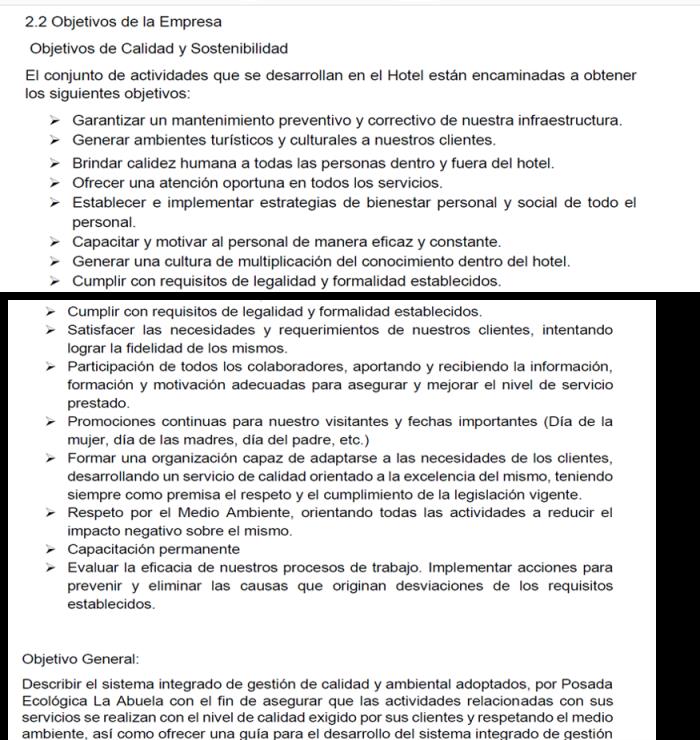 2.2 Objetivos de la Empresa
Objetivos de Calidad y Sostenibilidad
El conjunto de actividades que se desarrollan en el Hotel están encaminadas a obtener
los siguientes objetivos:
➢ Garantizar un mantenimiento preventivo y correctivo de nuestra infraestructura.
➢ Generar ambientes turísticos y culturales a nuestros clientes.
➢ Brindar calidez humana a todas las personas dentro y fuera del hotel.
➢ Ofrecer una atención oportuna en todos los servicios.
➢ Establecer e implementar estrategias de bienestar personal y social de todo el
personal.
➢ Capacitar y motivar al personal de manera eficaz y constante.
➢ Generar una cultura de multiplicación del conocimiento dentro del hotel.
➢ Cumplir con requisitos de legalidad y formalidad establecidos.
➢ Cumplir con requisitos de legalidad y formalidad establecidos.
➢ Satisfacer las necesidades y requerimientos de nuestros clientes, intentando
lograr la fidelidad de los mismos.
➢ Participación de todos los colaboradores, aportando y recibiendo la información,
formación y motivación adecuadas para asegurar y mejorar el nivel de servicio
prestado.
➢ Promociones continuas para nuestro visitantes y fechas importantes (Día de la
mujer, día de las madres, día del padre, etc.)
➢ Formar una organización capaz de adaptarse a las necesidades de los clientes,
desarrollando un servicio de calidad orientado a la excelencia del mismo, teniendo
siempre como premisa el respeto y el cumplimiento de la legislación vigente.
➢ Respeto por el Medio Ambiente, orientando todas las actividades a reducir el
impacto negativo sobre el mismo.
➢ Capacitación permanente
➢ Evaluar la eficacia de nuestros procesos de trabajo. Implementar acciones para
prevenir y eliminar las causas que originan desviaciones de los requisitos
establecidos.
Objetivo General:
Describir el sistema integrado de gestión de calidad y ambiental adoptados, por Posada
Ecológica La Abuela con el fin de asegurar que las actividades relacionadas con sus
servicios se realizan con el nivel de calidad exigido por sus clientes y respetando el medio
ambiente, así como ofrecer una guía para el desarrollo del sistema integrado de gestión